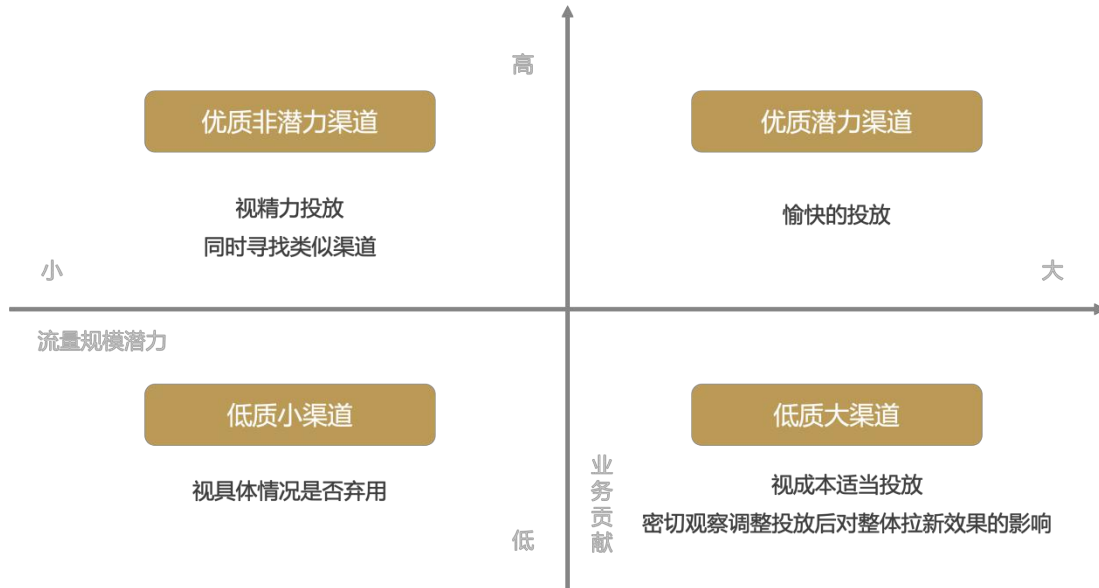 高
优质非潜力渠道
优质潜力渠道
视精力投放
同时寻找类似渠道
愉快的投放
小
大
流量规模潜力
低质小渠道
低质大渠道
视具体情况是否弃用
业务贡献
视成本适当投放
密切观察调整投放后对整体拉新效果的影响
低